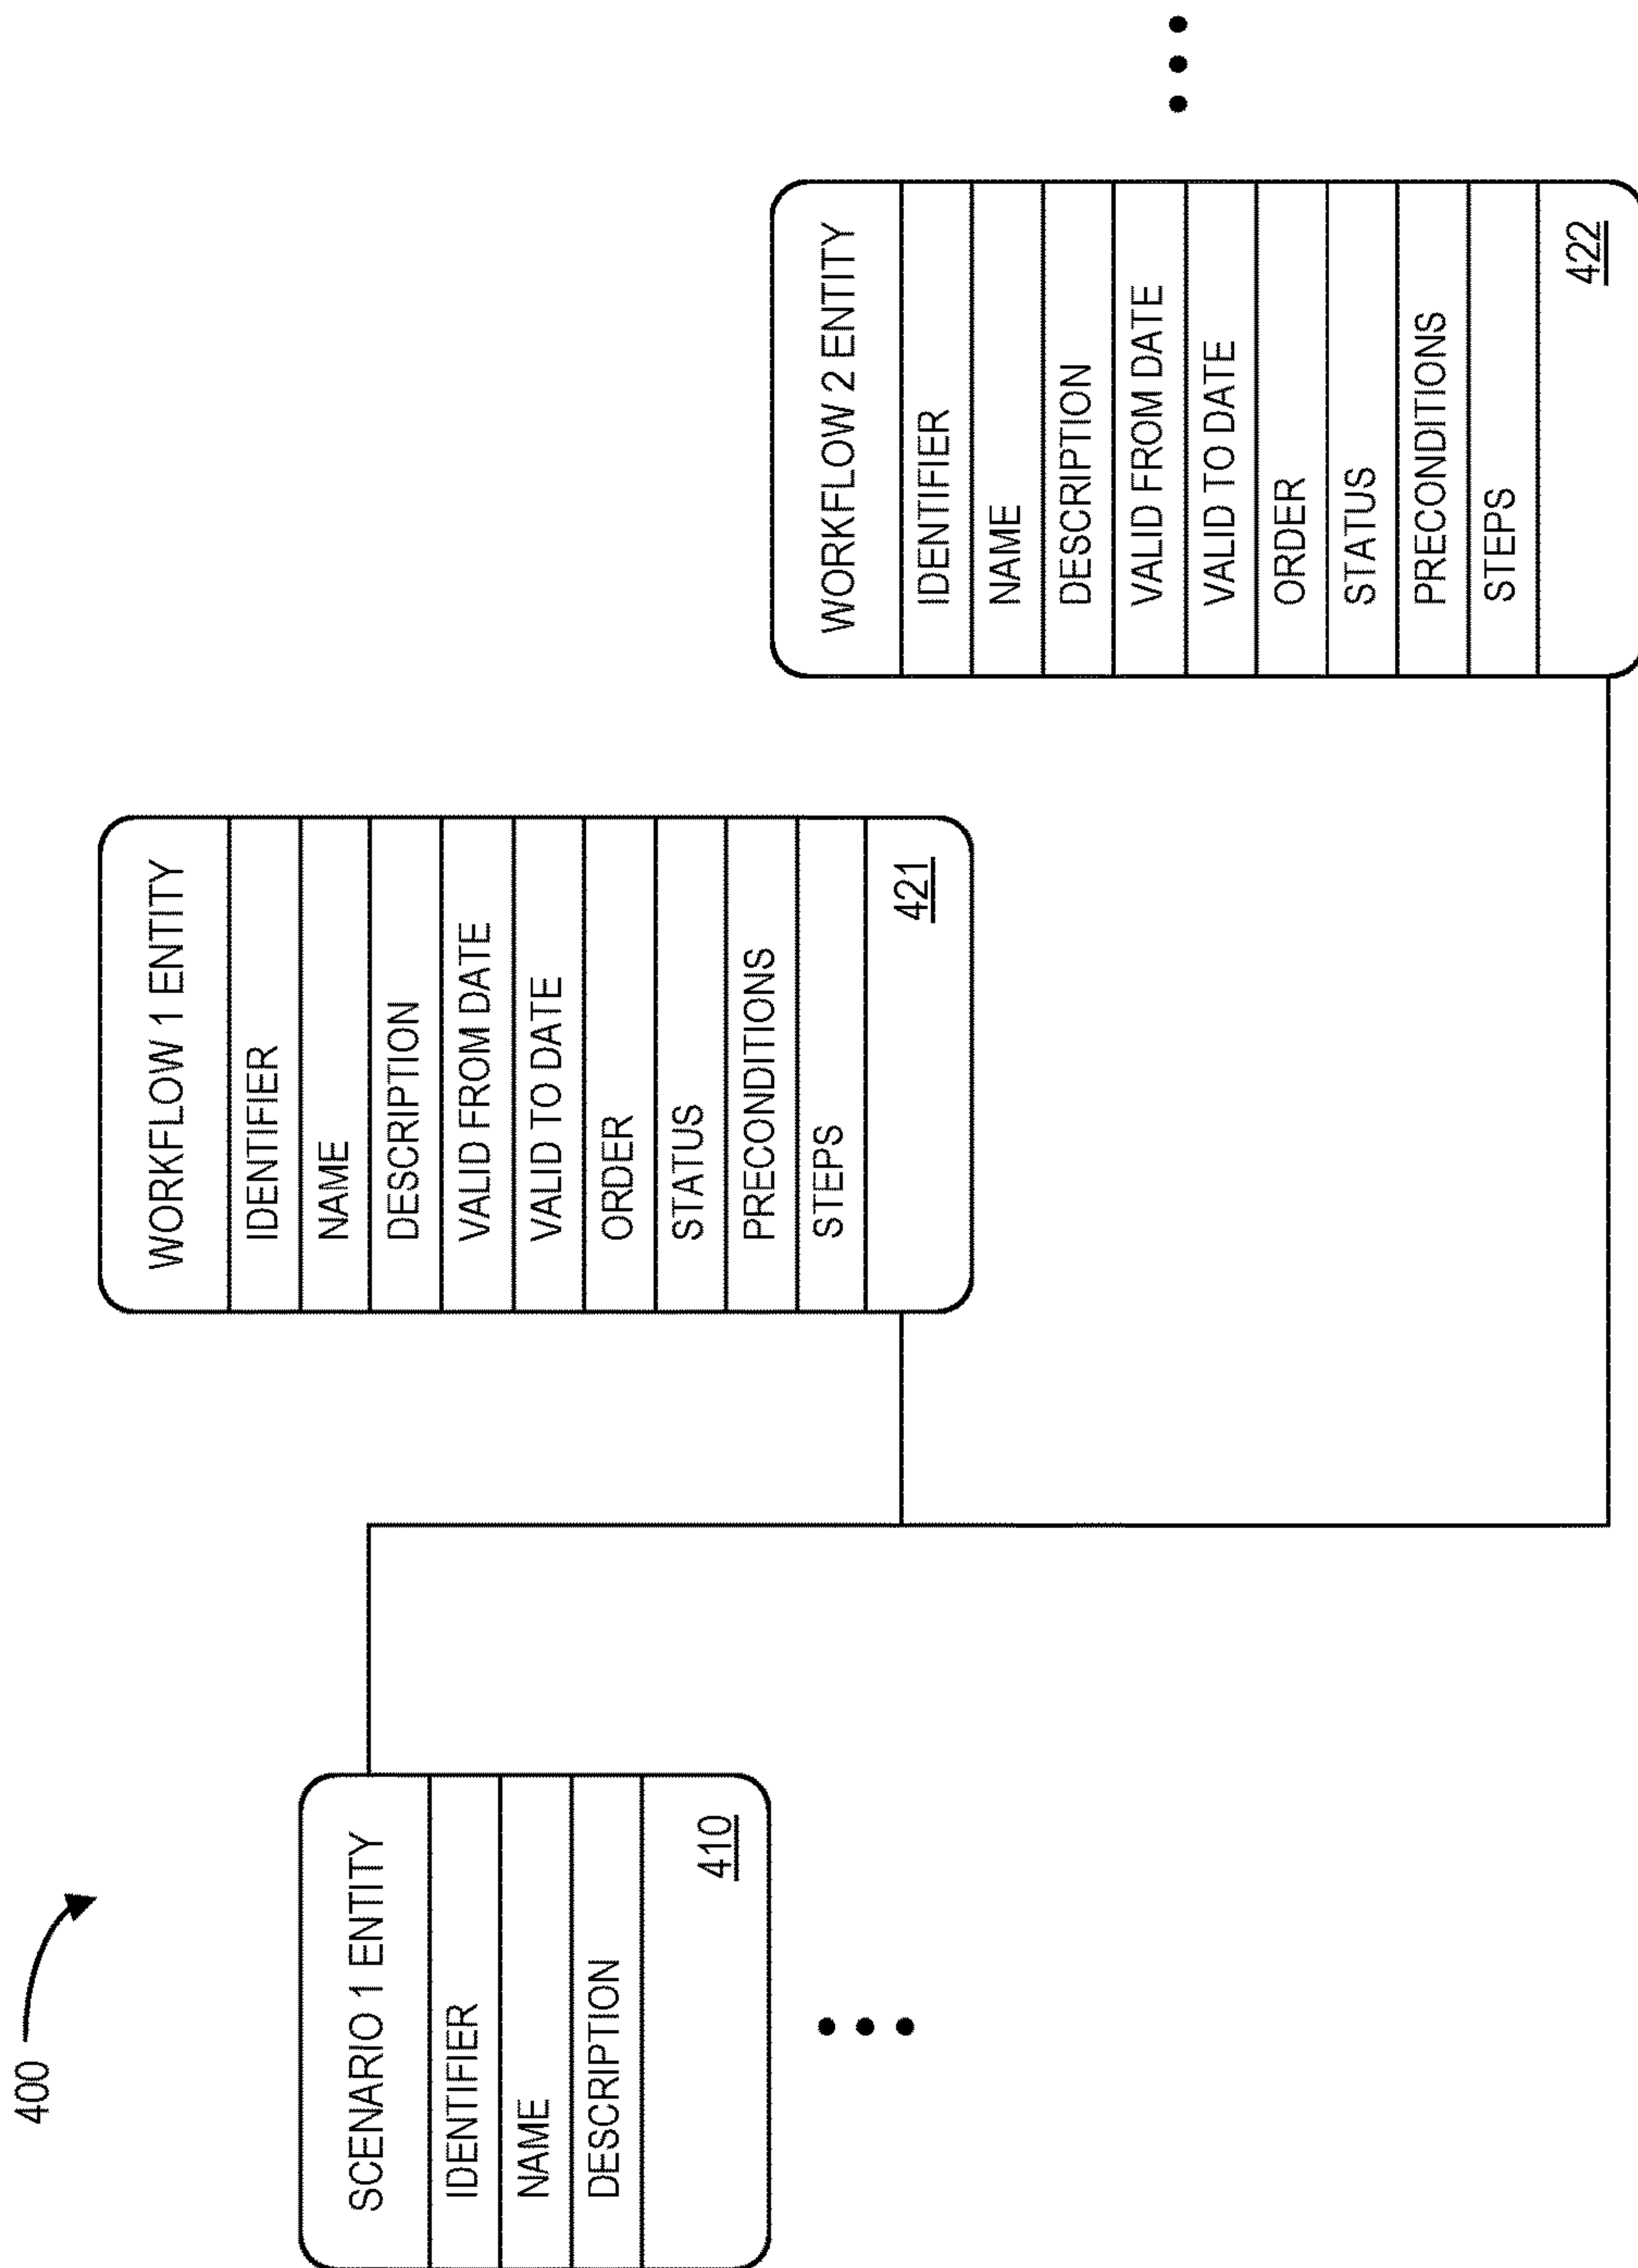 400
SCENARIO 1 ENTITY
IDENTIFIER
NAME
DESCRIPTION
410
WORKFLOW 1 ENTITY
IDENTIFIER
NAME
DESCRIPTION
VALID FROM DATE
VALID TO DATE
ORDER
STATUS
PRECONDITIONS
STEPS
421
WORKFLOW 2 ENTITY
IDENTIFIER
NAME
DESCRIPTION
VALID FROM DATE
VALID TO DATE
ORDER
STATUS
PRECONDITIONS
STEPS
422